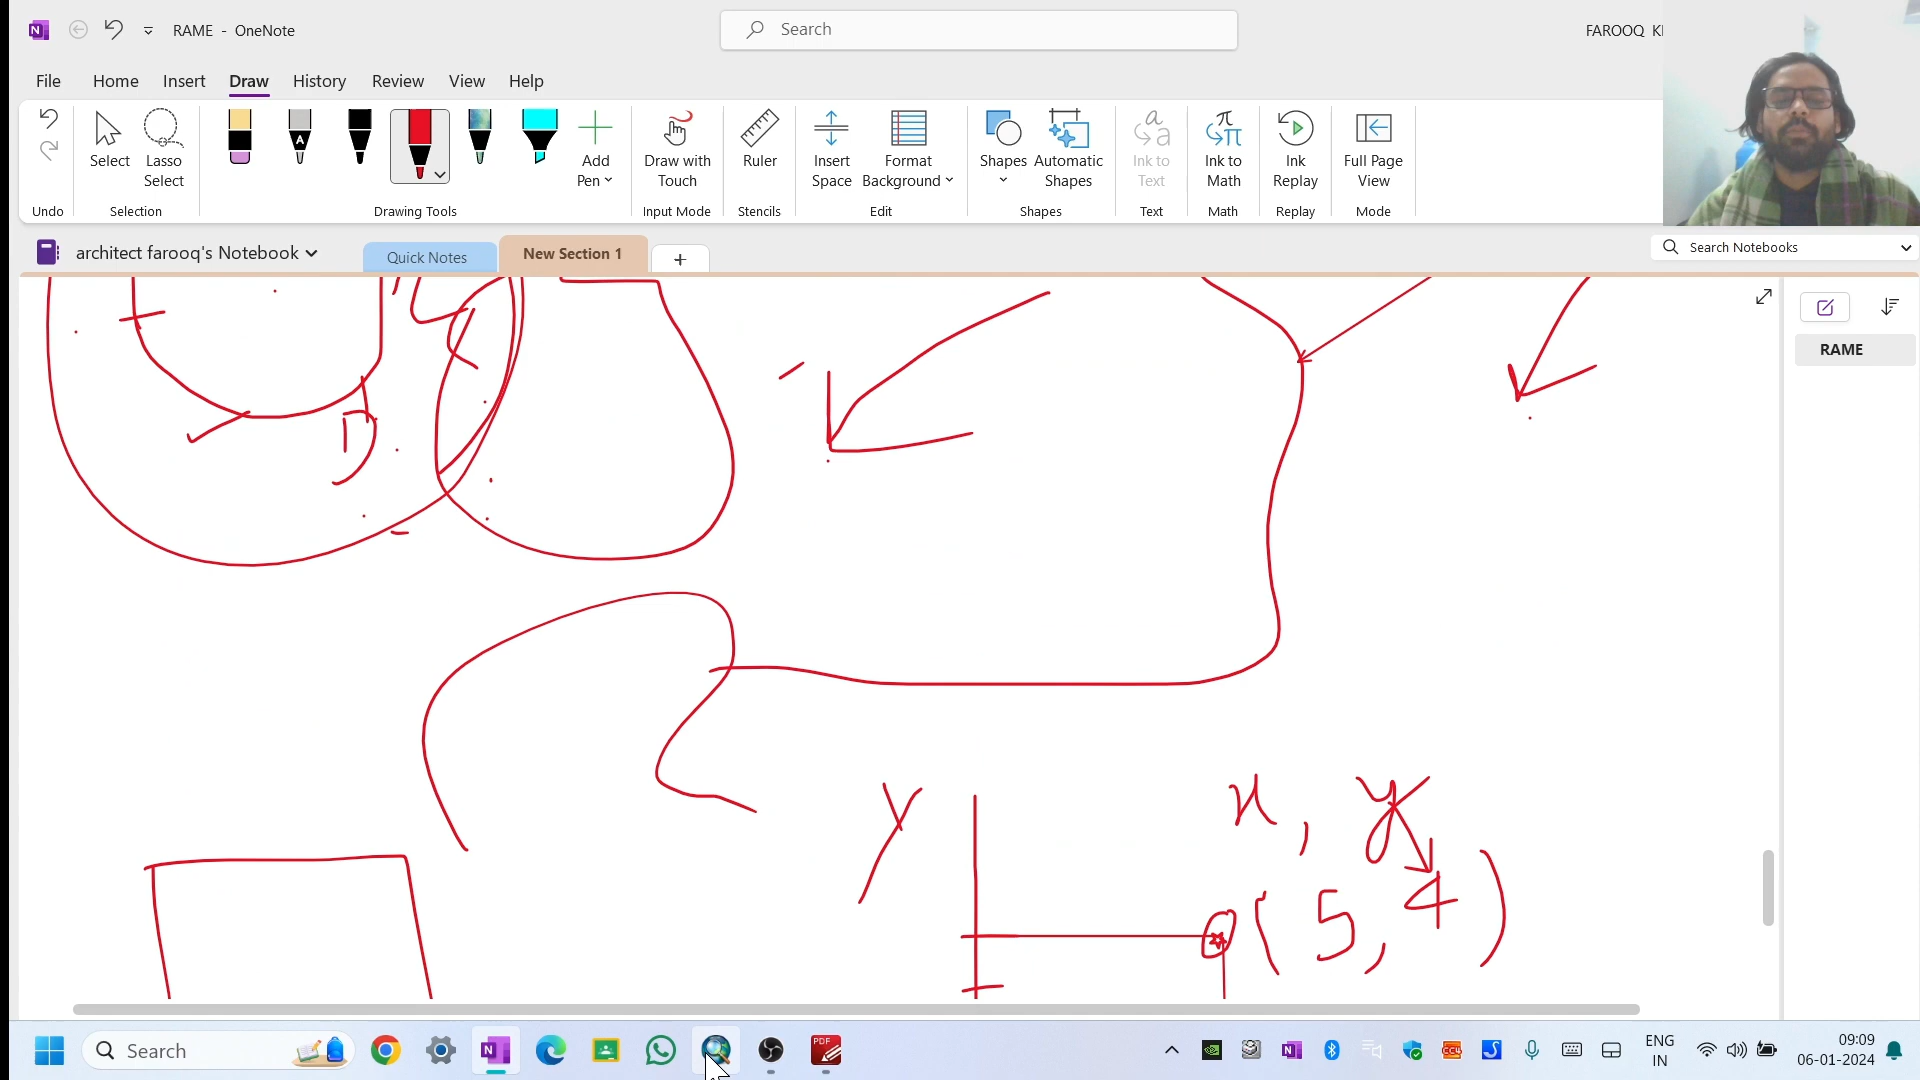 RAME - OneNote
Search
FAROOQ
File Home Insert Draw History Review View Help
Select
Lasso Select
A
Add Pen
Draw with Touch
Ruler
Insert Space
Format Background
Shapes
Automatic Shapes
Ink to Text
Ink to Math
Ink Replay
Full Page View
Undo Selection Drawing Tools Input Mode Stencils Edit Shapes Text Math Replay Mode
architect farooq's Notebook
Quick Notes
New Section 1
+
Search Notebooks
RAME
D
Y
x, y
(5, 4)
Search
PDF
ENG
IN
09:09
06-01-2024